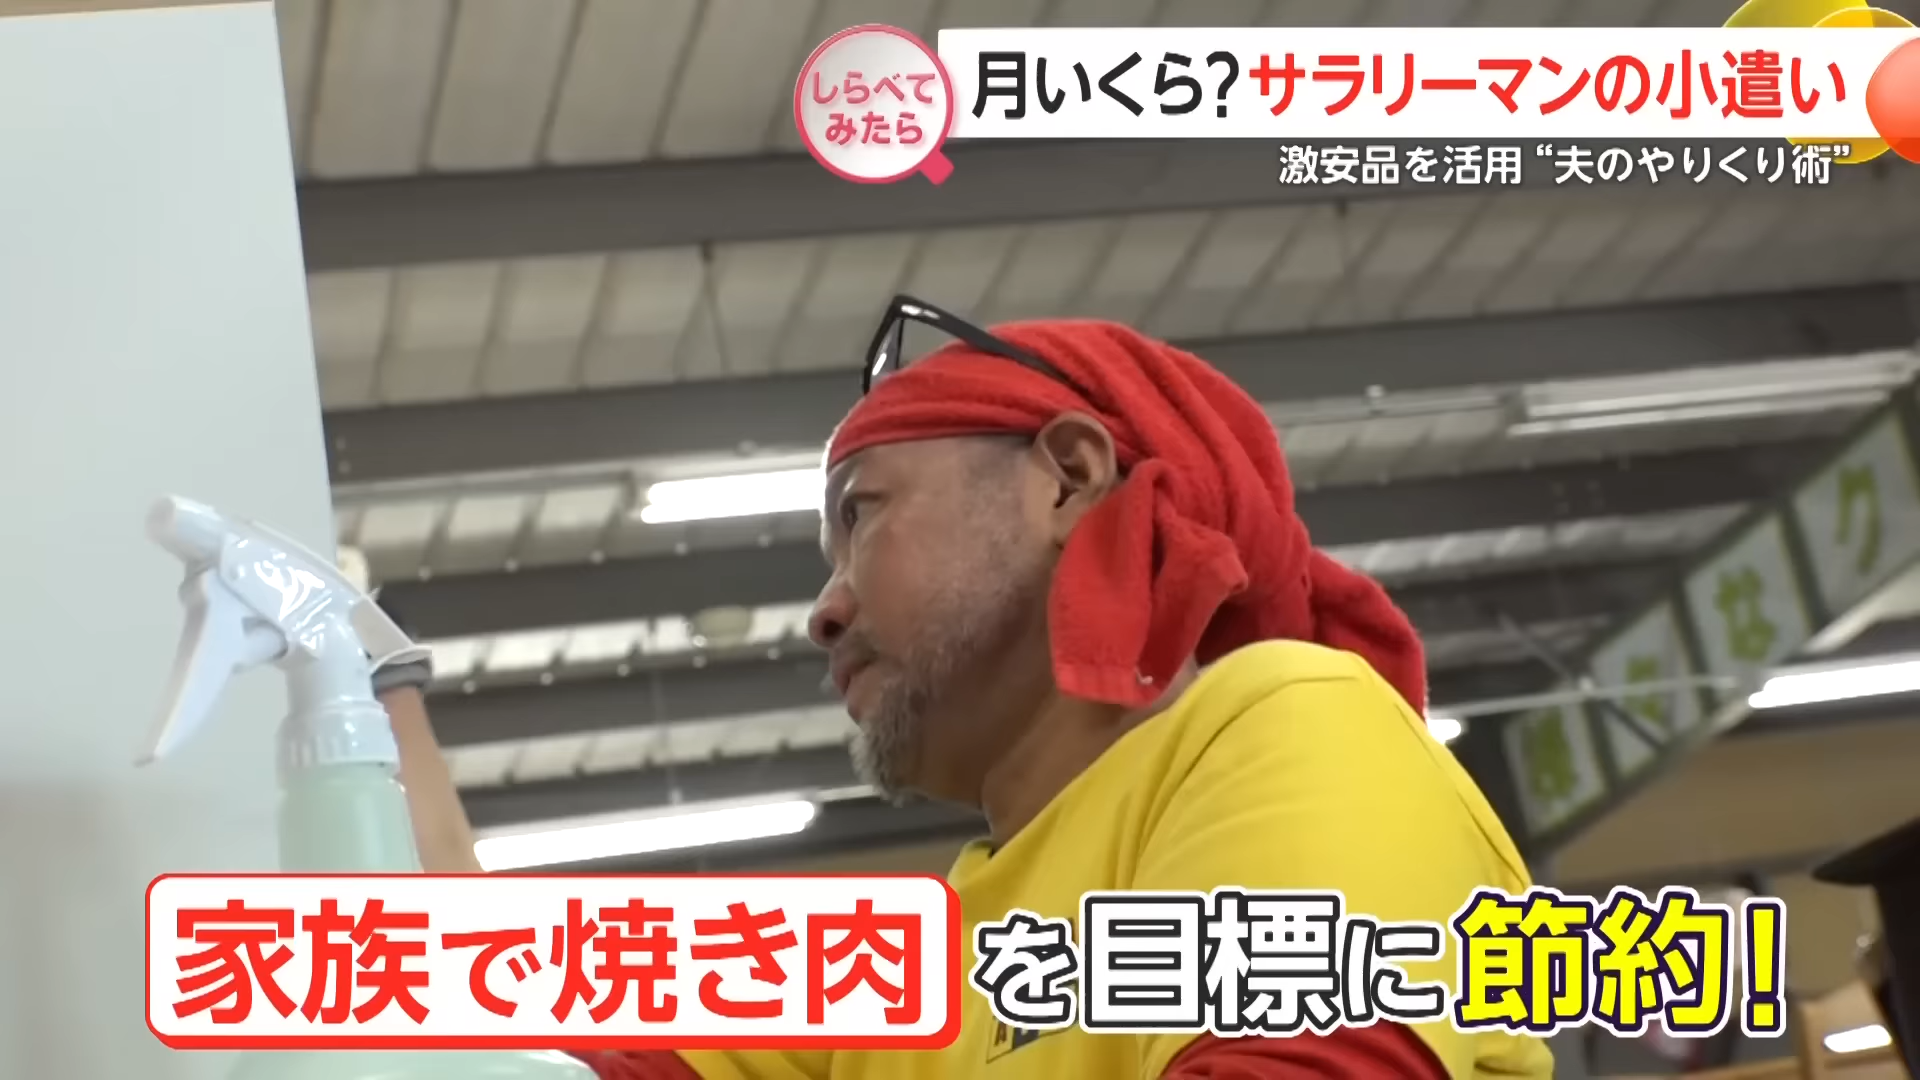 しらべて
みたら
月いくら？サラリーマンの小遣い
激安品を活用“夫のやりくり術”
家族で焼き肉を目標に節約！